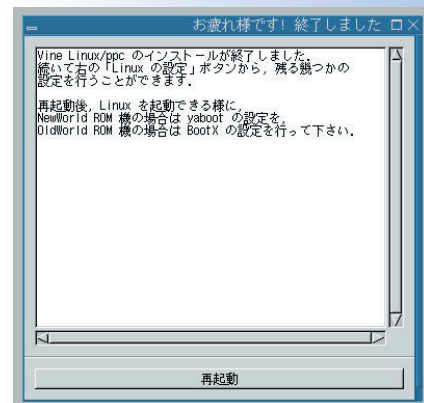 お疲れ様です! 終了しました
Vine Linux/ppc のインストールが終了しました.
続いて右の「Linux の設定」ボタンから, 残る幾つかの
設定を行うことができます.
再起動後, Linux を起動できる様に,
NewWorld ROM 機の場合は yaboot の設定を,
OldWorld ROM 機の場合は BootX の設定を行って下さい.
再起動